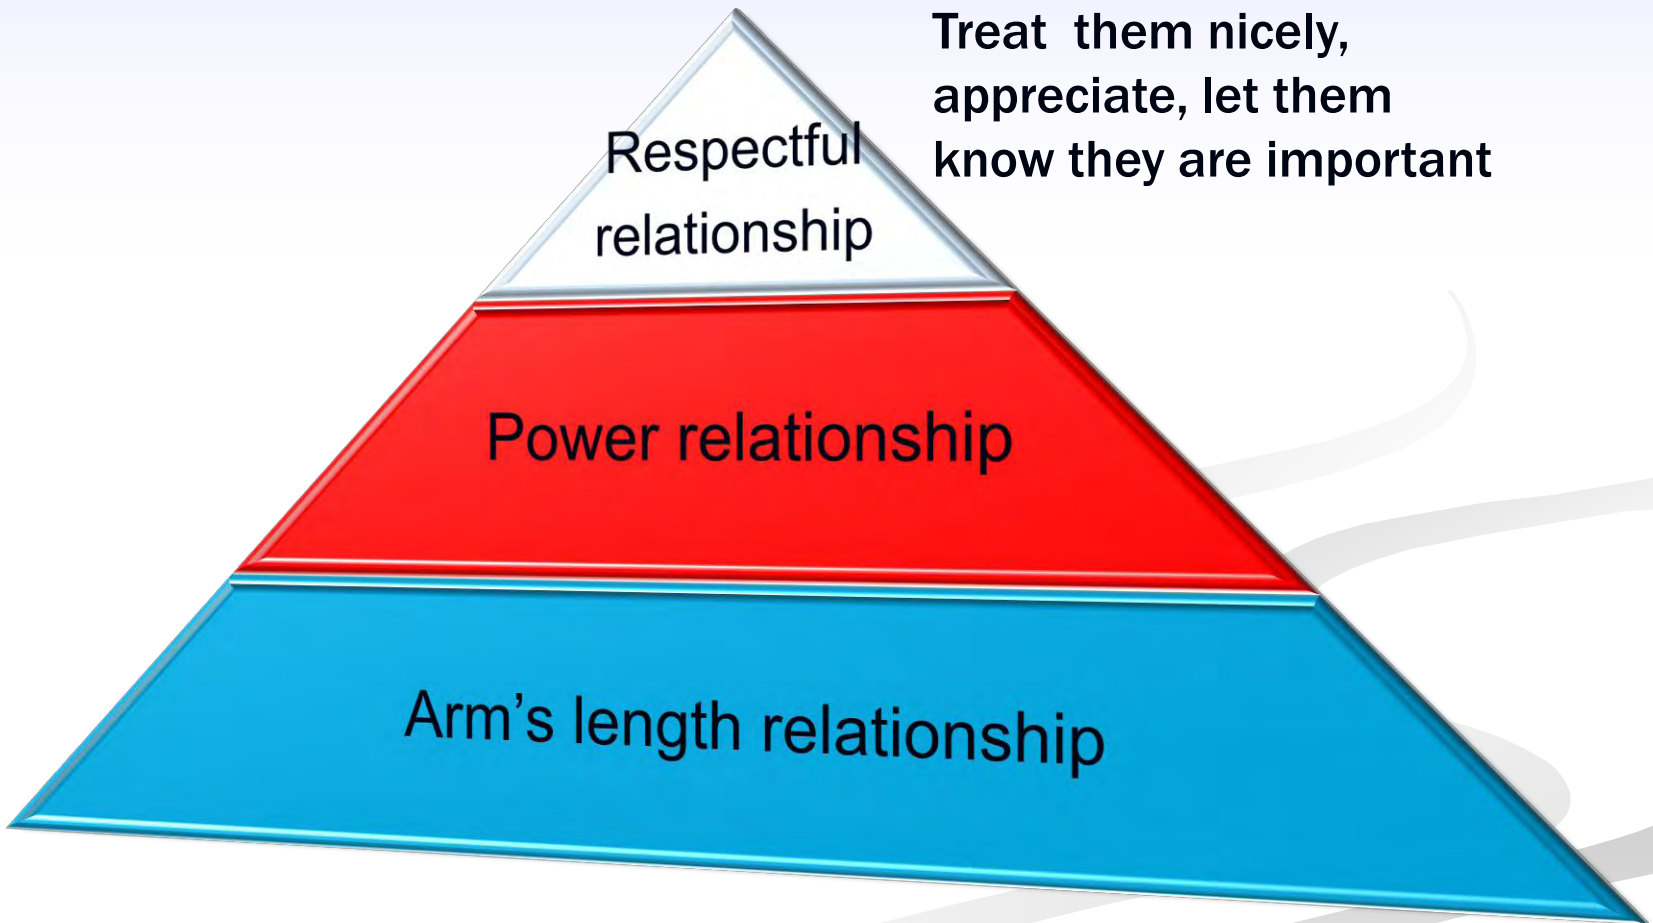 Treat  them nicely,
appreciate, let them
know they are important
Respectful
relationship
Power relationship
Arm’s length relationship